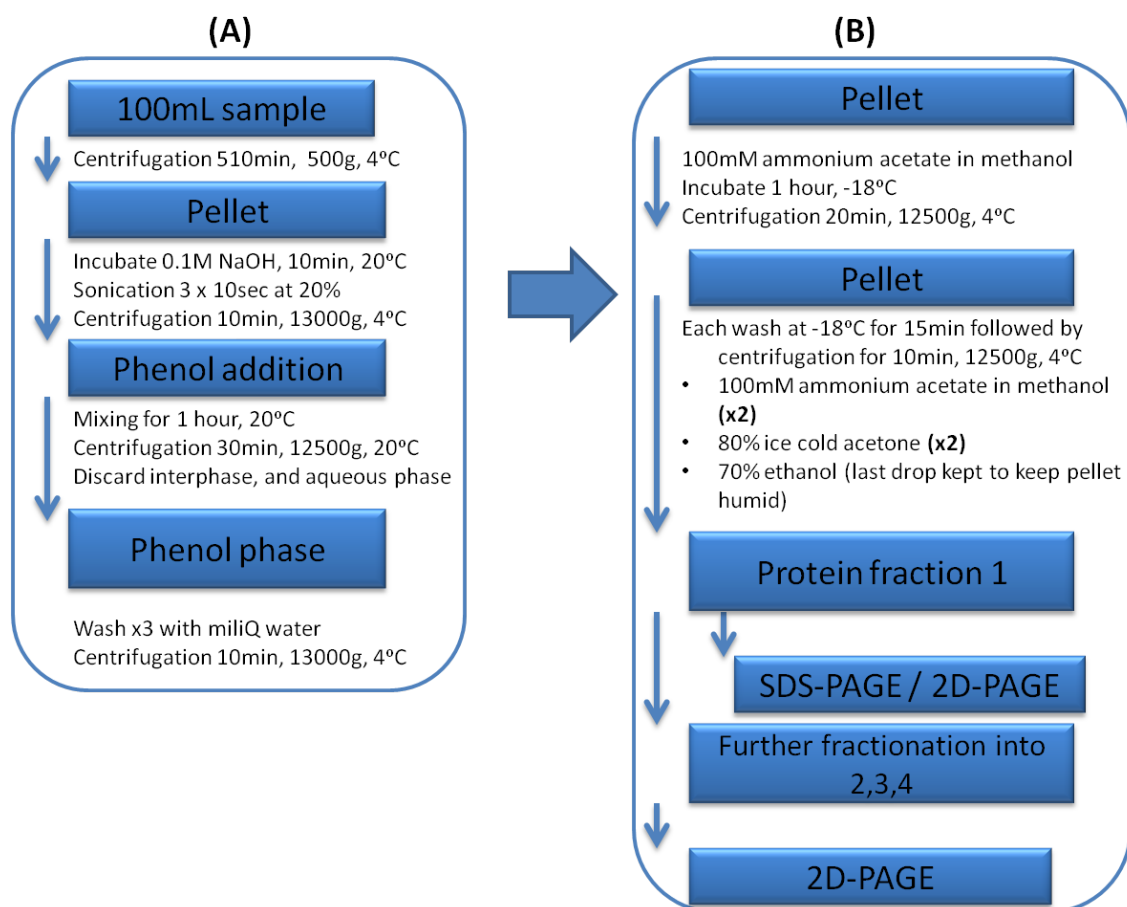 (A)
100mL sample
Centrifugation 510min, 500g, 4ºC
Pellet
Incubate 0.1M NaOH, 10min, 20ºC
Sonication 3 x 10sec at 20%
Centrifugation 10min, 13000g, 4ºC
Phenol addition
Mixing for 1 hour, 20ºC
Centrifugation 30min, 12500g, 20ºC
Discard interphase, and aqueous phase
Phenol phase
Wash x3 with miliQ water
Centrifugation 10min, 13000g, 4ºC
(B)
Pellet
100mM ammonium acetate in methanol
Incubate 1 hour, -18ºC
Centrifugation 20min, 12500g, 4ºC
Pellet
Each wash at -18ºC for 15min followed by
centrifugation for 10min, 12500g, 4ºC
• 100mM ammonium acetate in methanol
(x2)
• 80% ice cold acetone (x2)
• 70% ethanol (last drop kept to keep pellet
humid)
Protein fraction 1
SDS-PAGE / 2D-PAGE
Further fractionation into
2,3,4
2D-PAGE